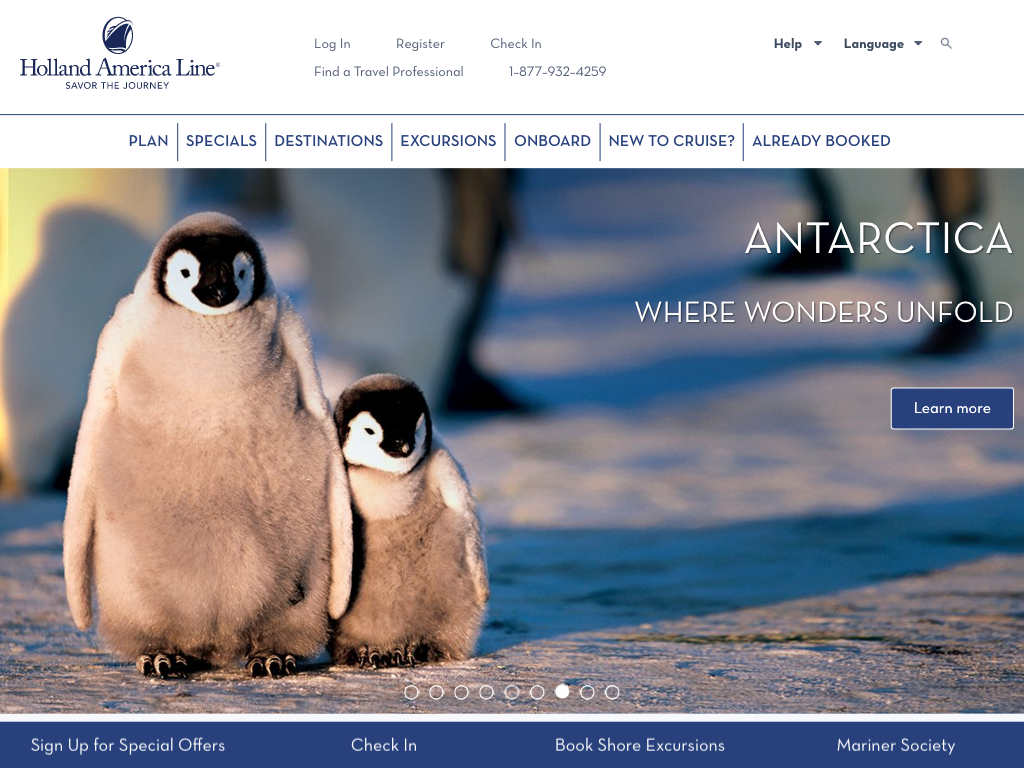 Holland America Line®
SAVOR THE JOURNEY
Log In Register Check In
Find a Travel Professional 1-877-932-4259
Help Language
PLAN SPECIALS DESTINATIONS EXCURSIONS ONBOARD NEW TO CRUISE? ALREADY BOOKED
ANTARCTICA
WHERE WONDERS UNFOLD
Learn more
Sign Up for Special Offers Check In Book Shore Excursions Mariner Society